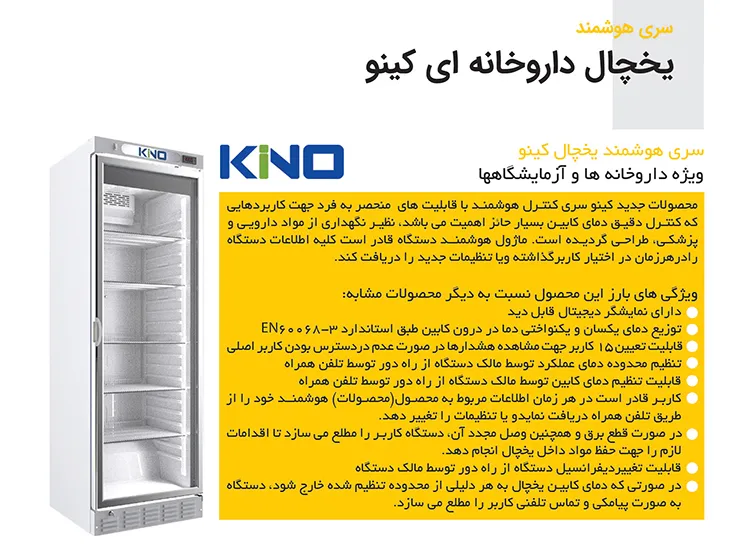 سری هوشمند
یخچال داروخانه ای کینو
KiNO
KiNO
سری هوشمند یخچال کینو
ویژه داروخانه ها و آزمایشگاهها
محصولات جدید کینو سری کنترل هوشمند با قابلیت های منحصر به فرد جهت کاربردهایی
که کنترل دقیق دمای کابین بسیار حائز اهمیت می باشد، نظیر نگهداری از مواد دارویی و
پزشکی، طراحی گردیده است. ماژول هوشمند دستگاه قادر است کلیه اطلاعات دستگاه
رادرهرزمان در اختیار کاربرگذاشته ویا تنظیمات جدید را دریافت کند.
ویژگی های بارز این محصول نسبت به دیگر محصولات مشابه:
دارای نمایشگر دیجیتال قابل دید
توزیع دمای یکسان و یکنواختی دما در درون کابین طبق استاندارد EN۶۰۰۶۸-۳
قابلیت تعیین۱۵ کاربر جهت مشاهده هشدارها در صورت عدم دردسترس بودن کاربر اصلی
تنظیم محدوده دمای عملکرد توسط مالک دستگاه از راه دور توسط تلفن همراه
قابلیت تنظیم دمای کابین توسط مالک دستگاه از راه دور توسط تلفن همراه
کاربر قادر است در هر زمان اطلاعات مربوط به محصول(محصولات) هوشمند خود را از
طریق تلفن همراه دریافت نمایدو یا تنظیمات را تغییر دهد.
در صورت قطع برق و همچنین وصل مجدد آن، دستگاه کاربر را مطلع می سازد تا اقدامات
لازم را جهت حفظ مواد داخل یخچال انجام دهد.
قابلیت تغییردیفرانسیل دستگاه از راه دور توسط مالک دستگاه
در صورتی که دمای کابین یخچال به هر دلیلی از محدوده تنظیم شده خارج شود، دستگاه
به صورت پیامکی و تماس تلفنی کاربر را مطلع می سازد.